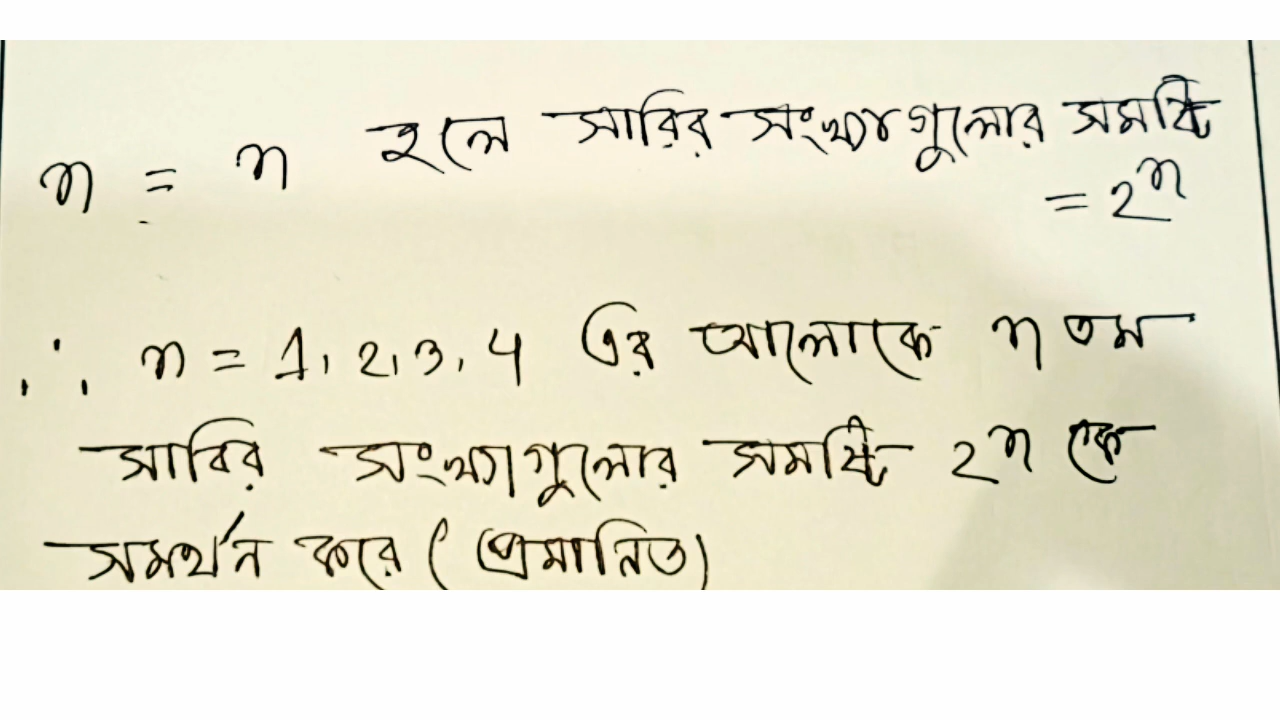 n = n হলে সারির সংখ্যাগুলোর সমষ্টি
= 2ⁿ
∴ n = 1, 2, 3, 4 এর আলোকে n তম
সারির সংখ্যাগুলোর সমষ্টি 2ⁿ কে
সমর্থন করে (প্রমানিত)